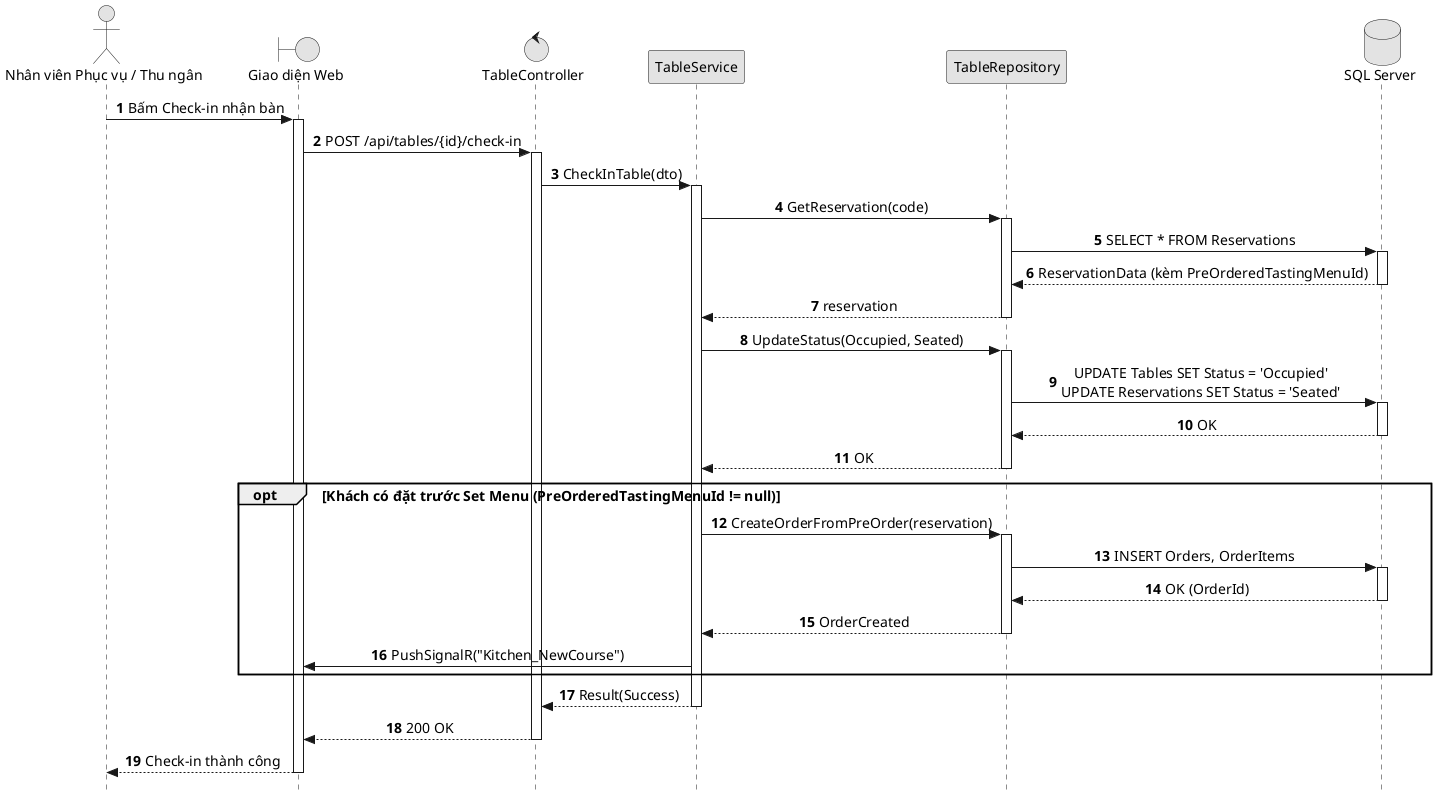 Nhân viên Phục vụ / Thu ngân
Giao diện Web
TableController
TableService
TableRepository
SQL Server
1 Bấm Check-in nhận bàn
2 POST /api/tables/{id}/check-in
3 CheckInTable(dto)
4 GetReservation(code)
5 SELECT * FROM Reservations
6 ReservationData (kèm PreOrderedTastingMenuId)
7 reservation
8 UpdateStatus(Occupied, Seated)
9 UPDATE Tables SET Status = 'Occupied'
UPDATE Reservations SET Status = 'Seated'
10 OK
11 OK
opt [Khách có đặt trước Set Menu (PreOrderedTastingMenuId != null)]
12 CreateOrderFromPreOrder(reservation)
13 INSERT Orders, OrderItems
14 OK (OrderId)
15 OrderCreated
16 PushSignalR("Kitchen_NewCourse")
17 Result(Success)
18 200 OK
19 Check-in thành công